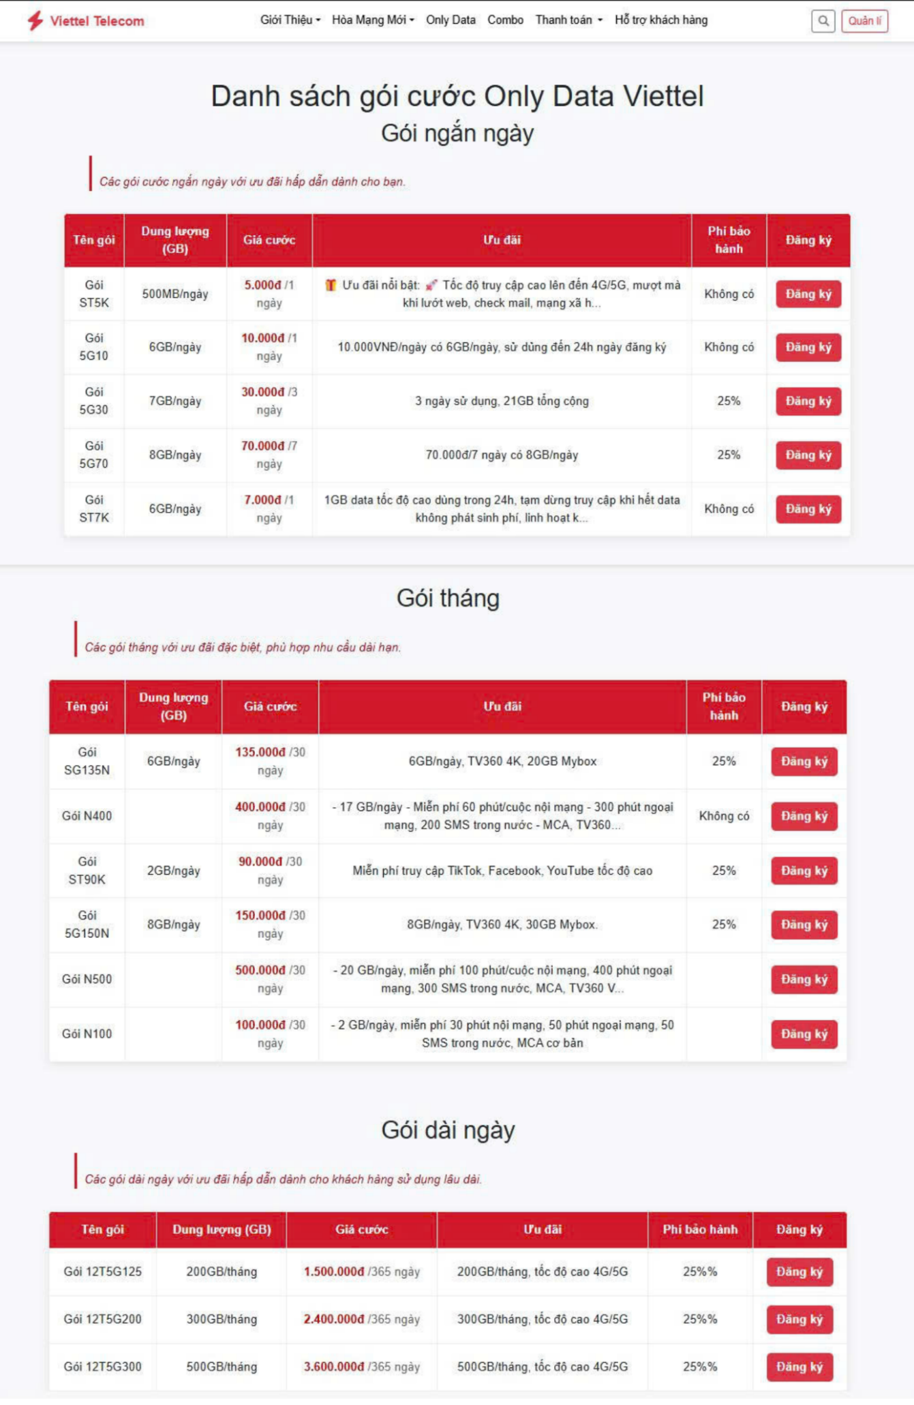 Viettel Telecom
Giới Thiệu Hòa Mạng Mới Only Data Combo Thanh toán Hỗ trợ khách hàng Quản lí
Danh sách gói cước Only Data Viettel
Gói ngắn ngày
Các gói cước ngắn ngày với ưu đãi hấp dẫn dành cho bạn.
Tên gói Dung lượng (GB) Giá cước Ưu đãi Phí bảo hành Đăng ký
Gói ST5K 500MB/ngày 5.000đ /1 ngày 🎁 Ưu đãi nổi bật: 🚀 Tốc độ truy cập cao lên đến 4G/5G, mượt mà khi lướt web, check mail, mạng xã h... Không có Đăng ký
Gói 5G10 6GB/ngày 10.000đ /1 ngày 10.000VNĐ/ngày có 6GB/ngày, sử dủng đến 24h ngày đăng ký Không có Đăng ký
Gói 5G30 7GB/ngày 30.000đ /3 ngày 3 ngày sử dụng, 21GB tổng cộng 25% Đăng ký
Gói 5G70 8GB/ngày 70.000đ /7 ngày 70.000đ/7 ngày có 8GB/ngày 25% Đăng ký
Gói ST7K 6GB/ngày 7.000đ /1 ngày 1GB data tốc độ cao dùng trong 24h, tạm dừng truy cập khi hết data không phát sinh phí, linh hoạt k... Không có Đăng ký
Gói tháng
Các gói tháng với ưu đãi đặc biệt, phù hợp nhu cầu dài hạn.
Tên gói Dung lượng (GB) Giá cước Ưu đãi Phí bảo hành Đăng ký
Gói SG135N 6GB/ngày 135.000đ /30 ngày 6GB/ngày, TV360 4K, 20GB Mybox 25% Đăng ký
Gói N400 400.000đ /30 ngày - 17 GB/ngày - Miễn phí 60 phút/cuộc nội mạng - 300 phút ngoại mạng, 200 SMS trong nước - MCA, TV360... Không có Đăng ký
Gói ST90K 2GB/ngày 90.000đ /30 ngày Miễn phí truy cập TikTok, Facebook, YouTube tốc độ cao 25% Đăng ký
Gói 5G150N 8GB/ngày 150.000đ /30 ngày 8GB/ngày, TV360 4K, 30GB Mybox. 25% Đăng ký
Gói N500 500.000đ /30 ngày - 20 GB/ngày, miễn phí 100 phút/cuộc nội mạng, 400 phút ngoại mạng, 300 SMS trong nước, MCA, TV360 V... Đăng ký
Gói N100 100.000đ /30 ngày - 2 GB/ngày, miễn phí 30 phút nội mạng, 50 phút ngoại mạng, 50 SMS trong nước, MCA cơ bản Đăng ký
Gói dài ngày
Các gói dài ngày với ưu đãi hấp dẫn dành cho khách hàng sử dụng lâu dài.
Tên gói Dung lượng (GB) Giá cước Ưu đãi Phí bảo hành Đăng ký
Gói 12T5G125 200GB/tháng 1.500.000đ /365 ngày 200GB/tháng, tốc độ cao 4G/5G 25%% Đăng ký
Gói 12T5G200 300GB/tháng 2.400.000đ /365 ngày 300GB/tháng, tốc độ cao 4G/5G 25%% Đăng ký
Gói 12T5G300 500GB/tháng 3.600.000đ /365 ngày 500GB/tháng, tốc độ cao 4G/5G 25%% Đăng ký